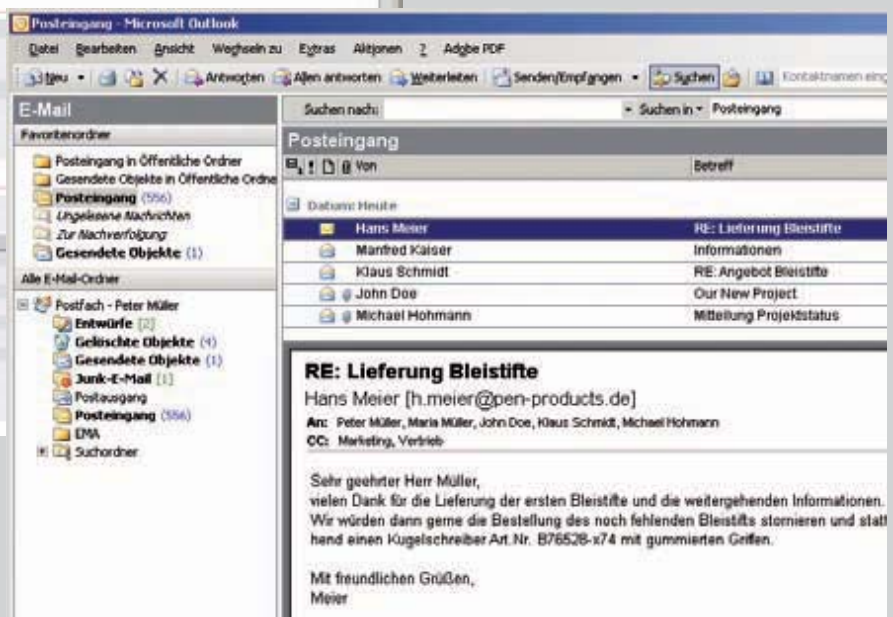 Posteingang - Microsoft Outlook
Datei Bearbeiten Ansicht Wechseln zu Extras Aktionen ? Adobe PDF
Neu Antworten Allen antworten Weiterleiten Senden/Empfangen Suchen Kontaktnamen eing
E-Mail
Favoritenordner
Posteingang in Öffentliche Ordner
Gesendete Objekte in Öffentliche Ordne
Posteingang (556)
Ungelesene Nachrichten
Zur Nachverfolgung
Gesendete Objekte (1)
Alle E-Mail-Ordner
Postfach - Peter Müller
Entwürfe [2]
Gelöschte Objekte (4)
Gesendete Objekte (1)
Junk-E-Mail [1]
Postausgang
Posteingang (556)
EMA
Suchordner
Suchen nach: Suchen in Posteingang
Posteingang
Von Betreff
Datum: Heute
Hans Meier RE: Lieferung Bleistifte
Manfred Kaiser Informationen
Klaus Schmidt RE: Angebot Bleistifte
John Doe Our New Project
Michael Hohmann Mitteilung Projektstatus
RE: Lieferung Bleistifte
Hans Meier [h.meier@pen-products.de]
An: Peter Müller, Maria Müller, John Doe, Klaus Schmidt, Michael Hohmann
CC: Marketing, Vertrieb
Sehr geehrter Herr Müller,
vielen Dank für die Lieferung der ersten Bleistifte und die weitergehenden Informationen.
Wir würden dann gerne die Bestellung des noch fehlenden Bleistifts stornieren und statt
hend einen Kugelschreiber Art.Nr. B76528-x74 mit gummierten Griffen.
Mit freundlichen Grüßen,
Meier